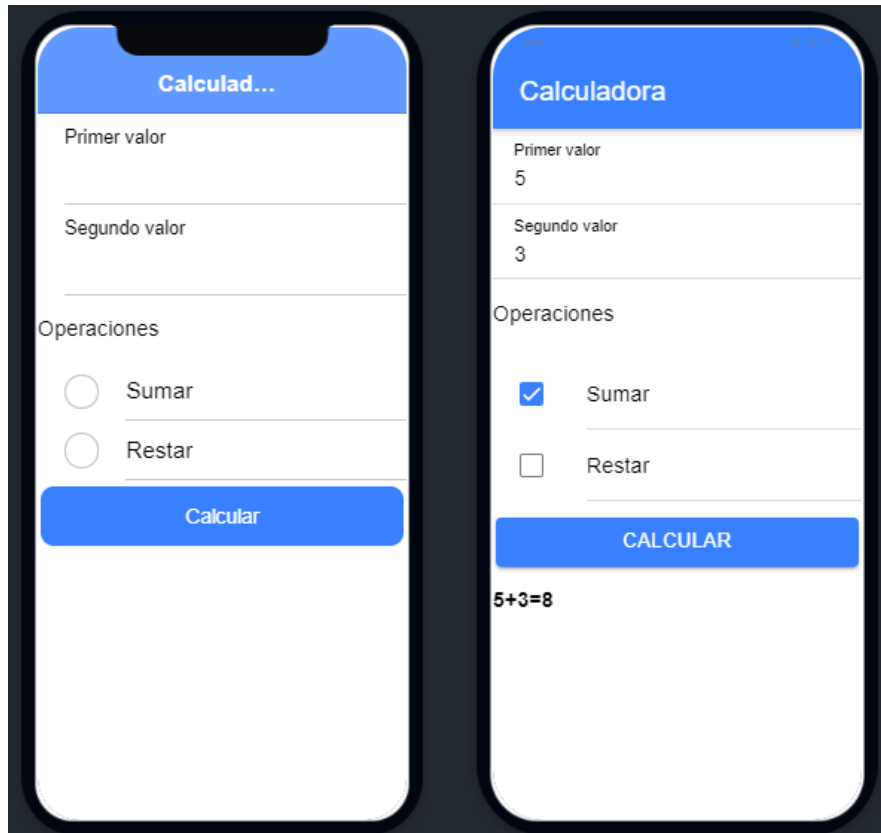 Calculad...
Primer valor
Segundo valor
Operaciones
Sumar
Restar
Calcular
Calculadora
Primer valor
5
Segundo valor
3
Operaciones
Sumar
Restar
CALCULAR
5+3=8